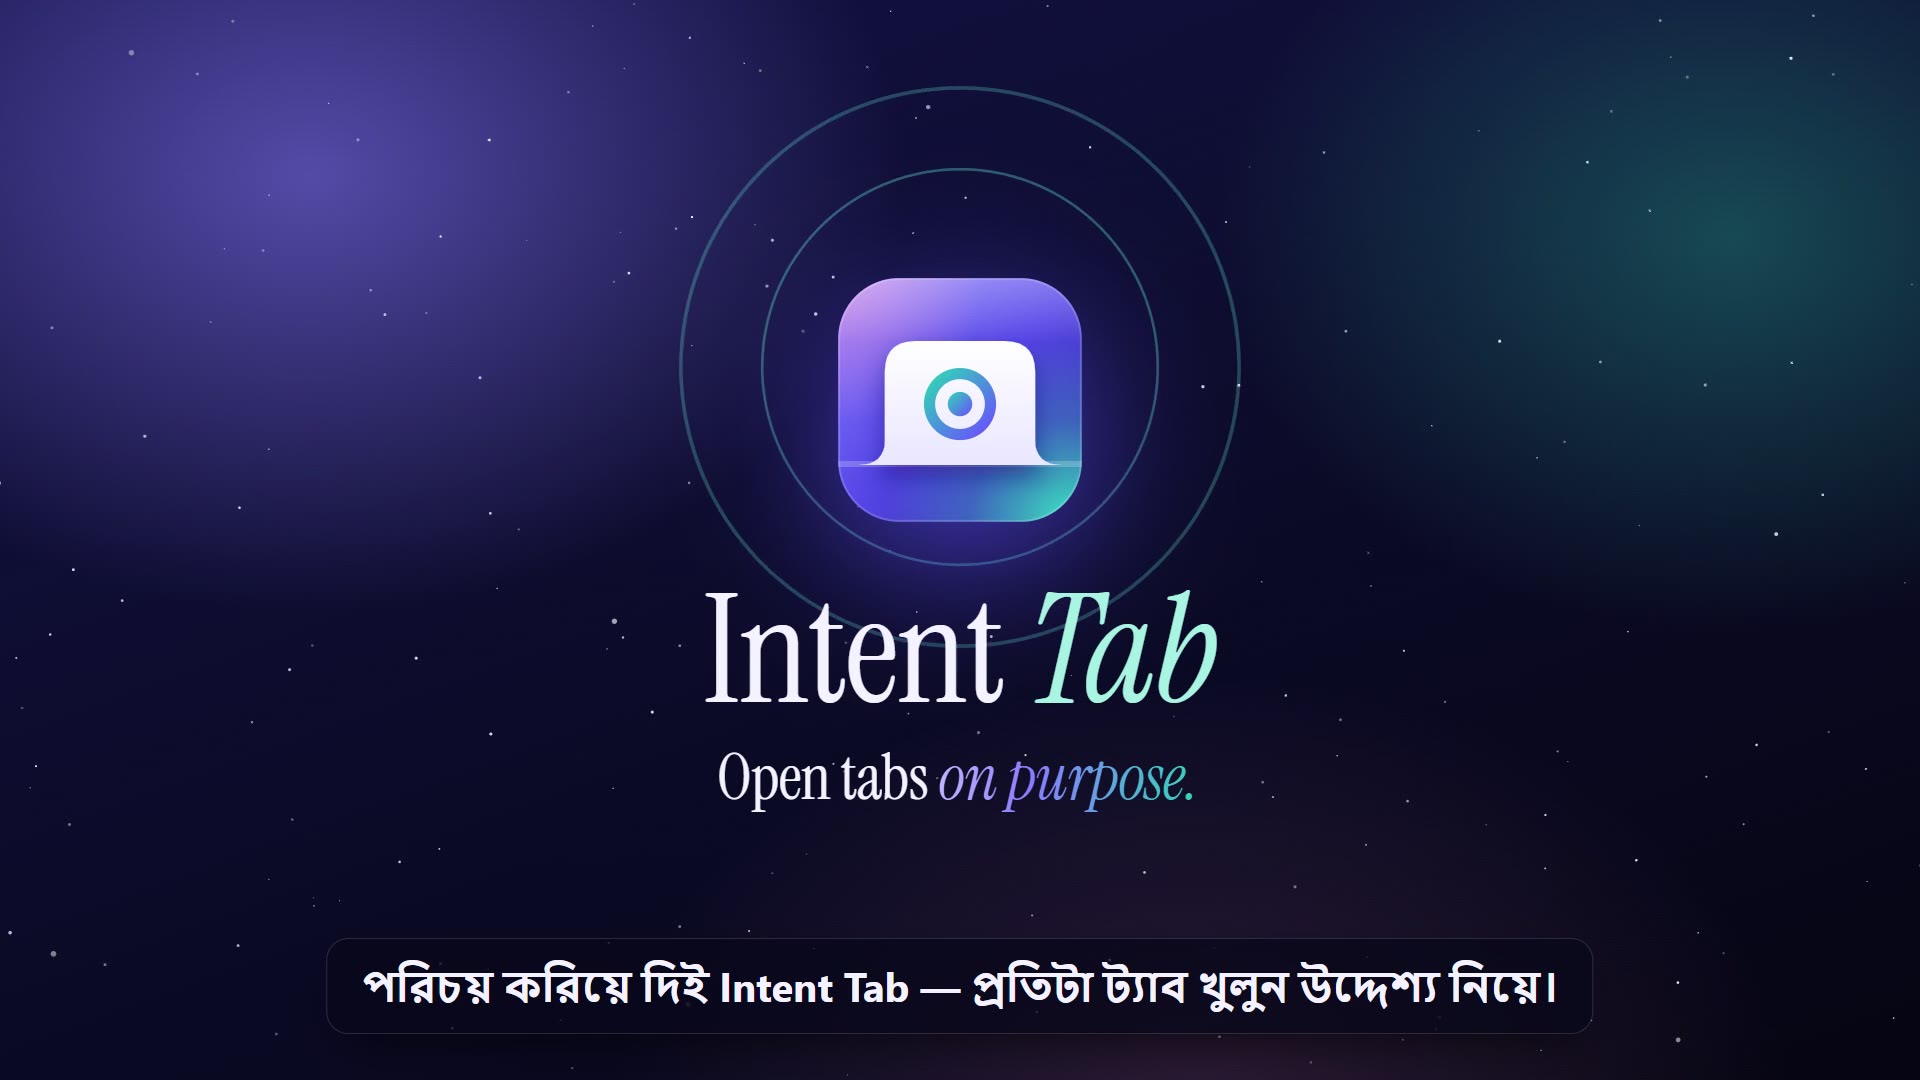 Intent Tab
Open tabs on purpose.
পরিচয় করিয়ে দিই Intent Tab — প্রতিটা ট্যাব খুলুন উদ্দেশ্য নিয়ে।